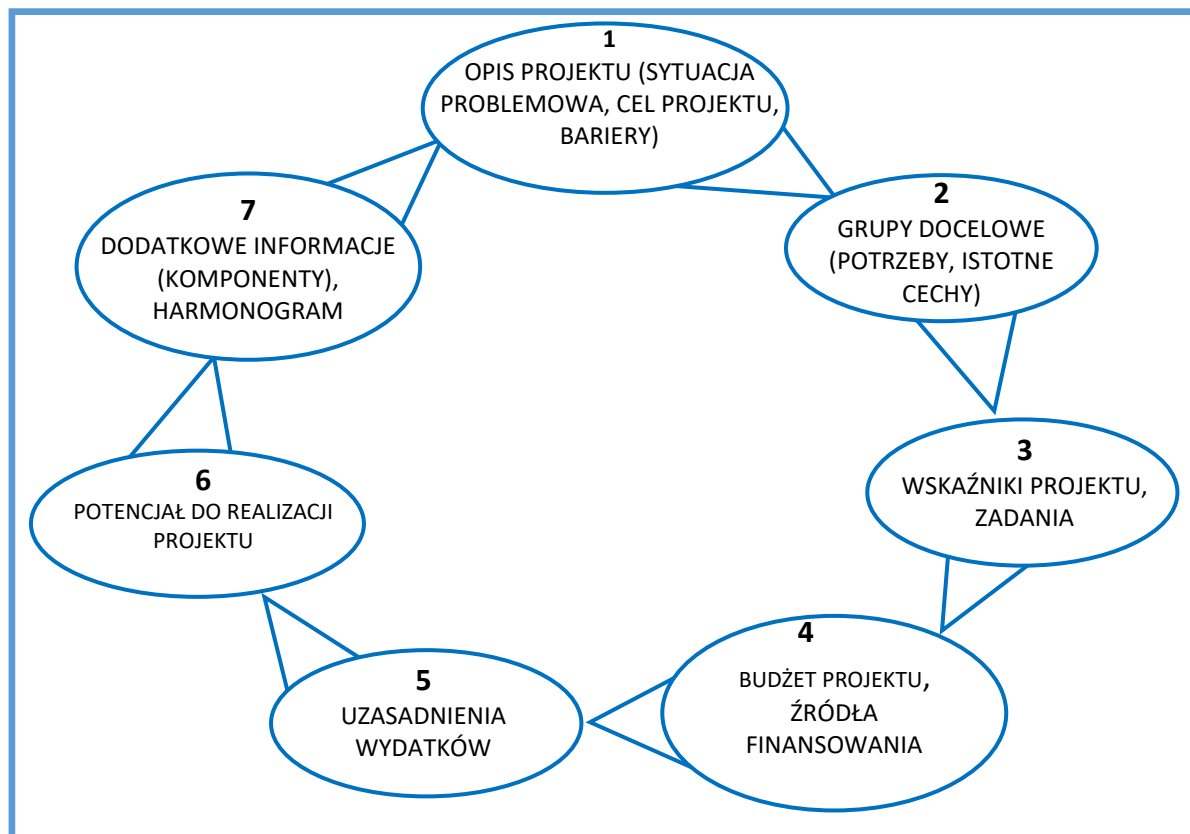 1
OPIS PROJEKTU (SYTUACJA
PROBLEMOWA, CEL PROJEKTU,
BARIERY)
2
GRUPY DOCELOWE
(POTRZEBY, ISTOTNE
CECHY)
3
WSKAŹNIKI PROJEKTU,
ZADANIA
4
BUDŻET PROJEKTU,
ŹRÓDŁA
FINANSOWANIA
5
UZASADNIENIA
WYDATKÓW
6
POTENCJAŁ DO REALIZACJI
PROJEKTU
7
DODATKOWE INFORMACJE
(KOMPONENTY),
HARMONOGRAM